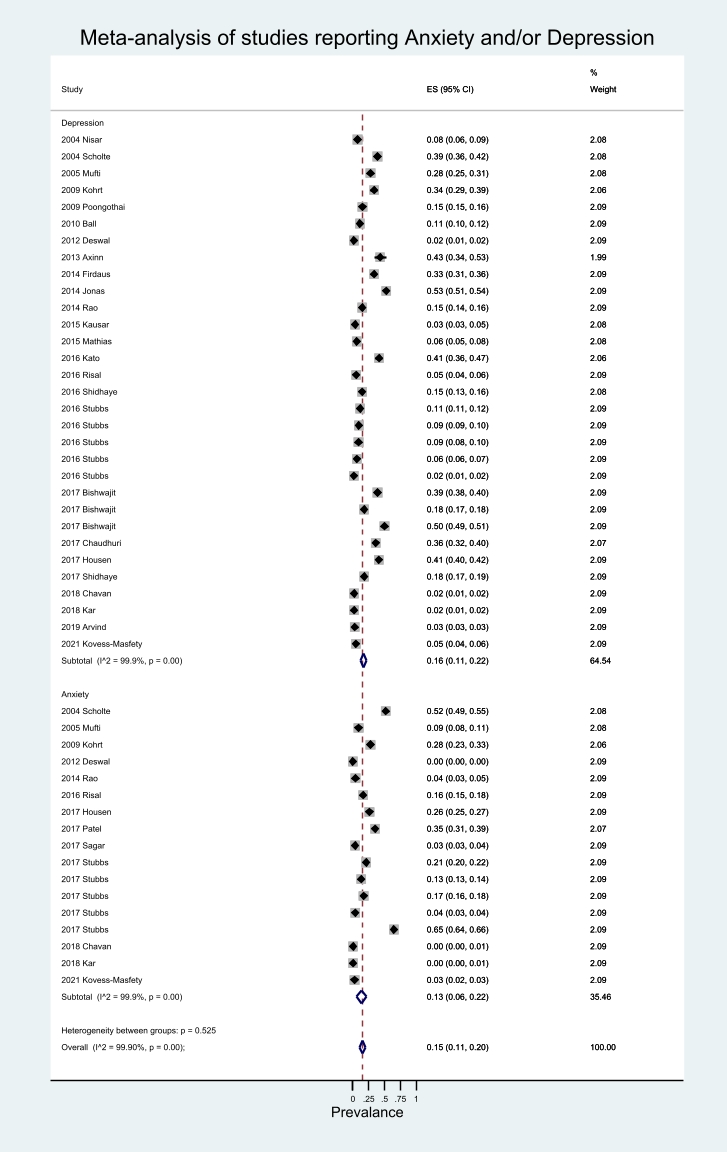 Meta-analysis of studies reporting Anxiety and/or Depression
%
Study ES (95% CI) Weight
Depression
2004 Nisar 0.08 (0.06, 0.09) 2.08
2004 Scholte 0.39 (0.36, 0.42) 2.08
2005 Mufti 0.28 (0.25, 0.31) 2.08
2009 Kohrt 0.34 (0.29, 0.39) 2.06
2009 Poongothai 0.15 (0.15, 0.16) 2.09
2010 Ball 0.11 (0.10, 0.12) 2.09
2012 Deswal 0.02 (0.01, 0.02) 2.09
2013 Axinn 0.43 (0.34, 0.53) 1.99
2014 Firdaus 0.33 (0.31, 0.36) 2.09
2014 Jonas 0.53 (0.51, 0.54) 2.09
2014 Rao 0.15 (0.14, 0.16) 2.09
2015 Kausar 0.03 (0.03, 0.05) 2.08
2015 Mathias 0.06 (0.05, 0.08) 2.08
2016 Kato 0.41 (0.36, 0.47) 2.06
2016 Risal 0.05 (0.04, 0.06) 2.09
2016 Shidhaye 0.15 (0.13, 0.16) 2.08
2016 Stubbs 0.11 (0.11, 0.12) 2.09
2016 Stubbs 0.09 (0.09, 0.10) 2.09
2016 Stubbs 0.09 (0.08, 0.10) 2.09
2016 Stubbs 0.06 (0.06, 0.07) 2.09
2016 Stubbs 0.02 (0.01, 0.02) 2.09
2017 Bishwajit 0.39 (0.38, 0.40) 2.09
2017 Bishwajit 0.18 (0.17, 0.18) 2.09
2017 Bishwajit 0.50 (0.49, 0.51) 2.09
2017 Chaudhuri 0.36 (0.32, 0.40) 2.07
2017 Housen 0.41 (0.40, 0.42) 2.09
2017 Shidhaye 0.18 (0.17, 0.19) 2.09
2018 Chavan 0.02 (0.01, 0.02) 2.09
2018 Kar 0.02 (0.01, 0.02) 2.09
2019 Arvind 0.03 (0.03, 0.03) 2.09
2021 Kovess-Masfety 0.05 (0.04, 0.06) 2.09
Subtotal (I^2 = 99.9%, p = 0.00) 0.16 (0.11, 0.22) 64.54
Anxiety
2004 Scholte 0.52 (0.49, 0.55) 2.08
2005 Mufti 0.09 (0.08, 0.11) 2.08
2009 Kohrt 0.28 (0.23, 0.33) 2.06
2012 Deswal 0.00 (0.00, 0.00) 2.09
2014 Rao 0.04 (0.03, 0.05) 2.09
2016 Risal 0.16 (0.15, 0.18) 2.09
2017 Housen 0.26 (0.25, 0.27) 2.09
2017 Patel 0.35 (0.31, 0.39) 2.07
2017 Sagar 0.03 (0.03, 0.04) 2.09
2017 Stubbs 0.21 (0.20, 0.22) 2.09
2017 Stubbs 0.13 (0.13, 0.14) 2.09
2017 Stubbs 0.17 (0.16, 0.18) 2.09
2017 Stubbs 0.04 (0.03, 0.04) 2.09
2017 Stubbs 0.65 (0.64, 0.66) 2.09
2018 Chavan 0.00 (0.00, 0.01) 2.09
2018 Kar 0.00 (0.00, 0.01) 2.09
2021 Kovess-Masfety 0.03 (0.02, 0.03) 2.09
Subtotal (I^2 = 99.9%, p = 0.00) 0.13 (0.06, 0.22) 35.46
Heterogeneity between groups: p = 0.525
Overall (I^2 = 99.90%, p = 0.00); 0.15 (0.11, 0.20) 100.00
0 .25 .5 .75 1
Prevalance